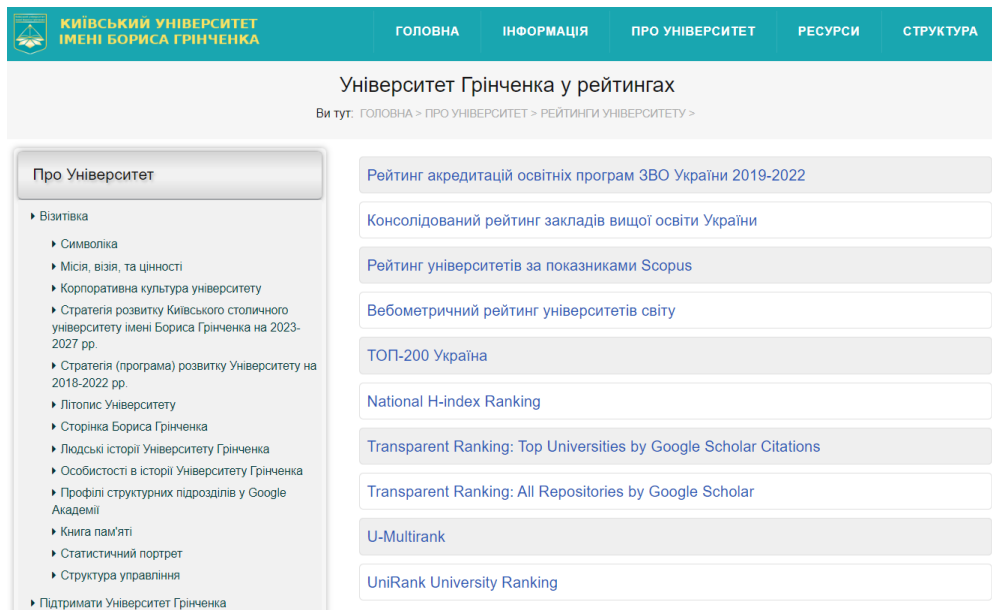 КИЇВСЬКИЙ УНІВЕРСИТЕТ
ІМЕНІ БОРИСА ГРІНЧЕНКА
ГОЛОВНА
ІНФОРМАЦІЯ
ПРО УНІВЕРСИТЕТ
РЕСУРСИ
СТРУКТУРА
Університет Грінченка у рейтингах
Ви тут: ГОЛОВНА > ПРО УНІВЕРСИТЕТ > РЕЙТИНГИ УНІВЕРСИТЕТУ >
Про Університет
Візитівка
Символіка
Місія, візія, та цінності
Корпоративна культура університету
Стратегія розвитку Київського столичного
університету імені Бориса Грінченка на 2023-
2027 рр.
Стратегія (програма) розвитку Університету на
2018-2022 рр.
Літопис Університету
Сторінка Бориса Грінченка
Людські історії Університету Грінченка
Особистості в історії Університету Грінченка
Профілі структурних підрозділів у Google
Академії
Книга пам'яті
Статистичний портрет
Структура управління
Підтримати Університет Грінченка
Рейтинг акредитацій освітніх програм ЗВО України 2019-2022
Консолідований рейтинг закладів вищої освіти України
Рейтинг університетів за показниками Scopus
Вебометричний рейтинг університетів світу
ТОП-200 Україна
National H-index Ranking
Transparent Ranking: Top Universities by Google Scholar Citations
Transparent Ranking: All Repositories by Google Scholar
U-Multirank
UniRank University Ranking